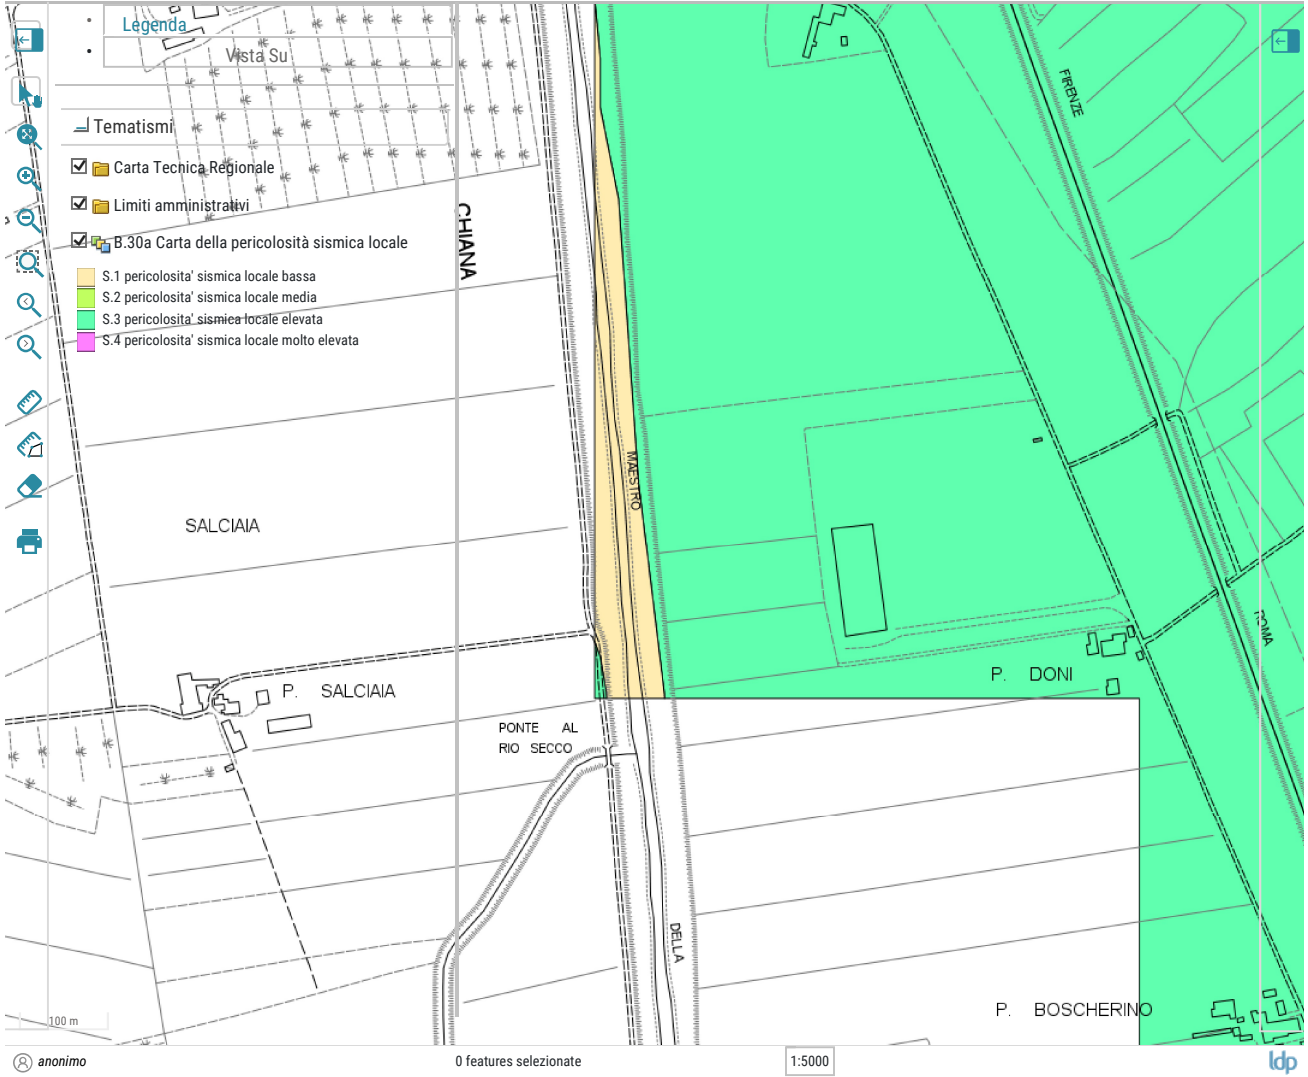 Legenda
Vista Su
Tematismi
Carta Tecnica Regionale
Limiti amministrativi
B.30a Carta della pericolosità sismica locale
S.1 pericolosita' sismica locale bassa
S.2 pericolosita' sismica locale media
S.3 pericolosita' sismica locale elevata
S.4 pericolosita' sismica locale molto elevata
CHIANA
FIRENZE
MAESTRO
SALCIAIA
ROMA
P. DONI
P. SALCIAIA
PONTE AL
RIO SECCO
DELLA
P. BOSCHERINO
100 m
anonimo
0 features selezionate
1:5000
ldp